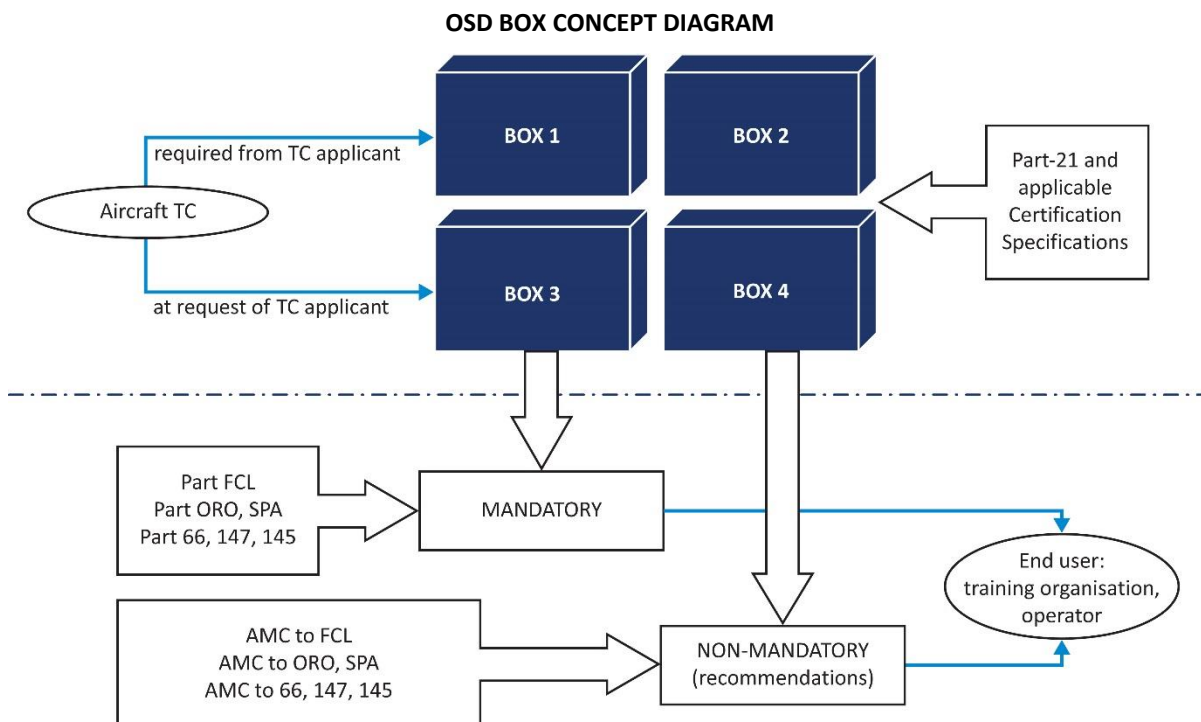 OSD BOX CONCEPT DIAGRAM
BOX 1
BOX 2
required from TC applicant
Part-21 and
applicable
Certification
Specifications
Aircraft TC
BOX 3
BOX 4
at request of TC applicant
Part FCL
Part ORO, SPA
Part 66, 147, 145
MANDATORY
End user:
training organisation,
operator
AMC to FCL
AMC to ORO, SPA
AMC to 66, 147, 145
NON-MANDATORY
(recommendations)